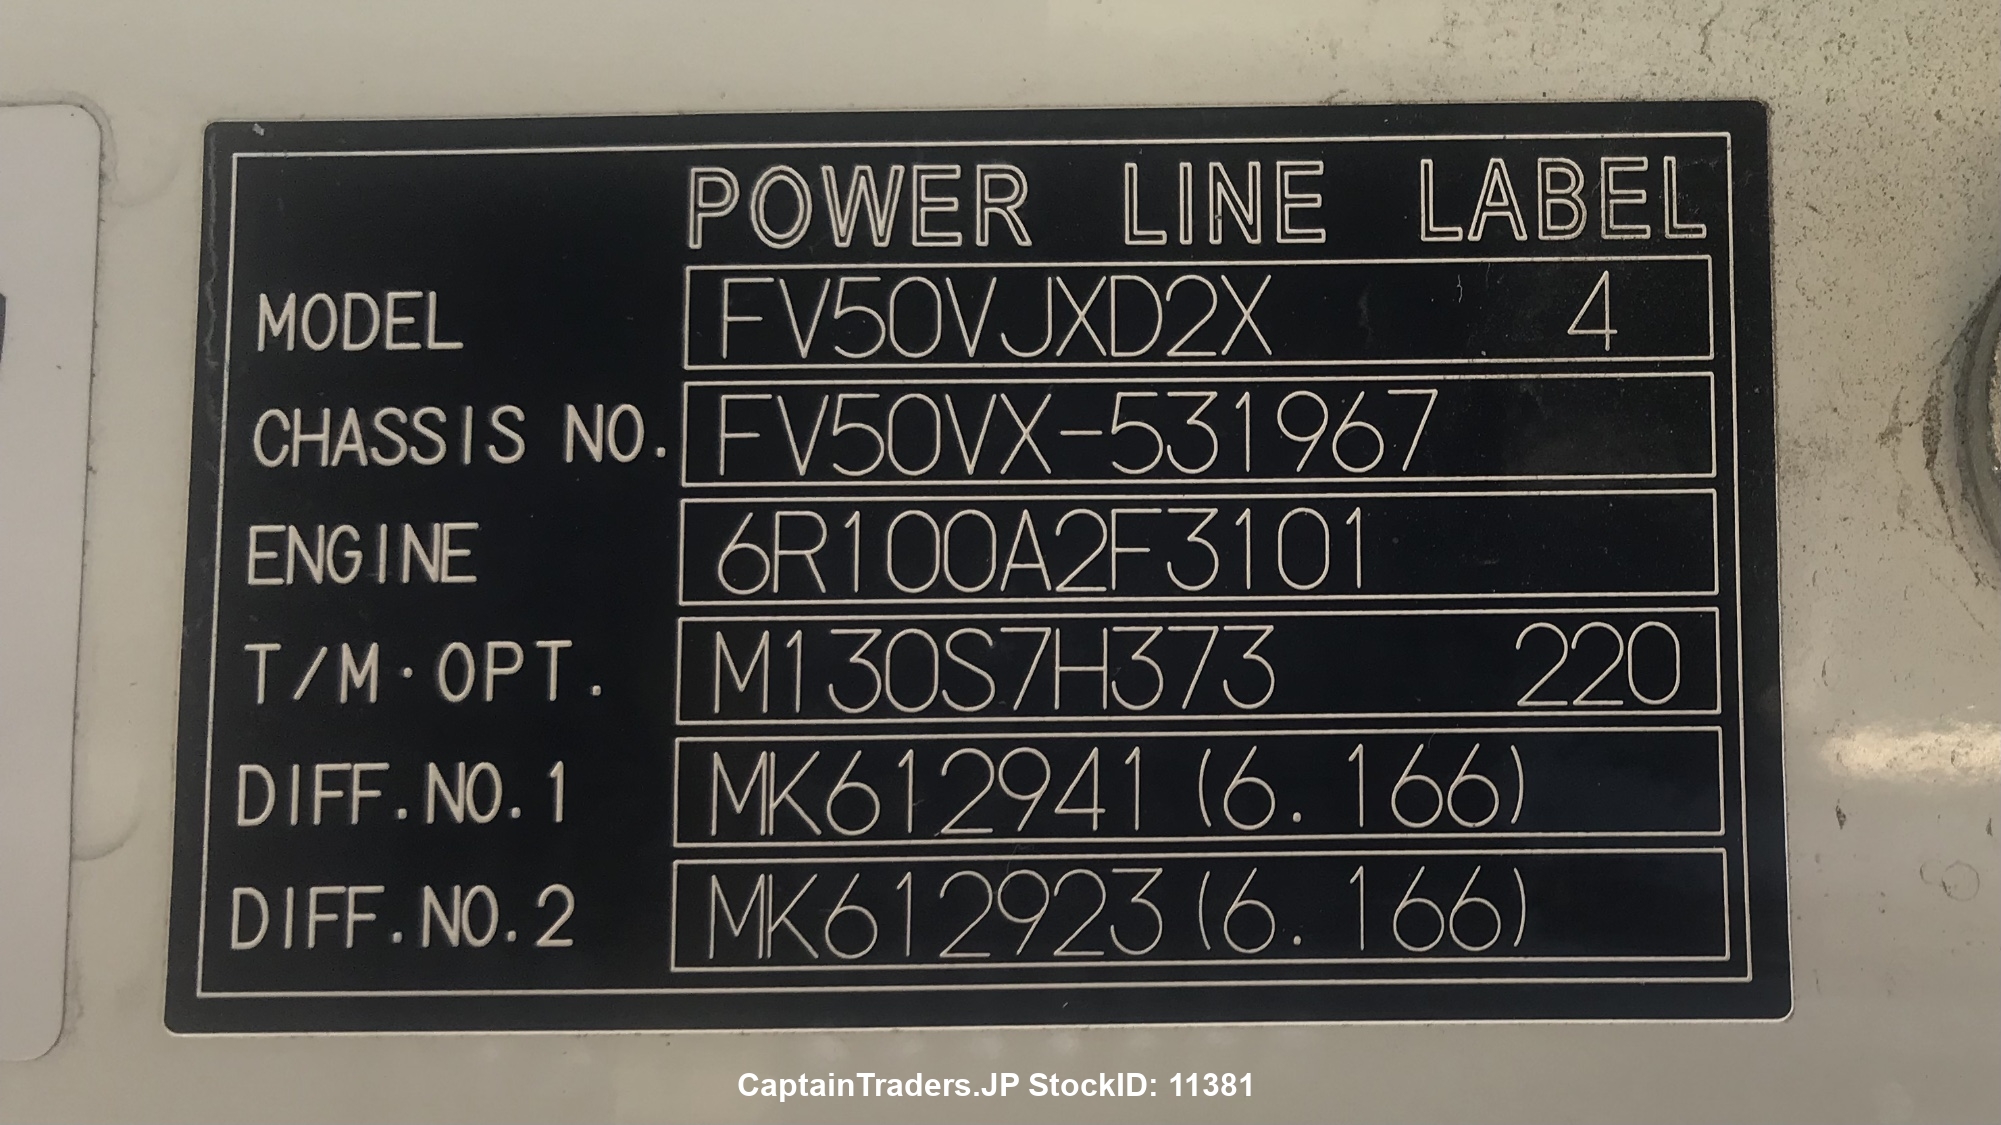 POWER LINE LABEL
MODEL FV50VJXD2X 4
CHASSIS NO. FV50VX-531967
ENGINE 6R100A2F3101
T/M·OPT. M130S7H373 220
DIFF.NO.1 MK612941(6.166)
DIFF.NO.2 MK612923(6.166)
CaptainTraders.JP StockID: 11381